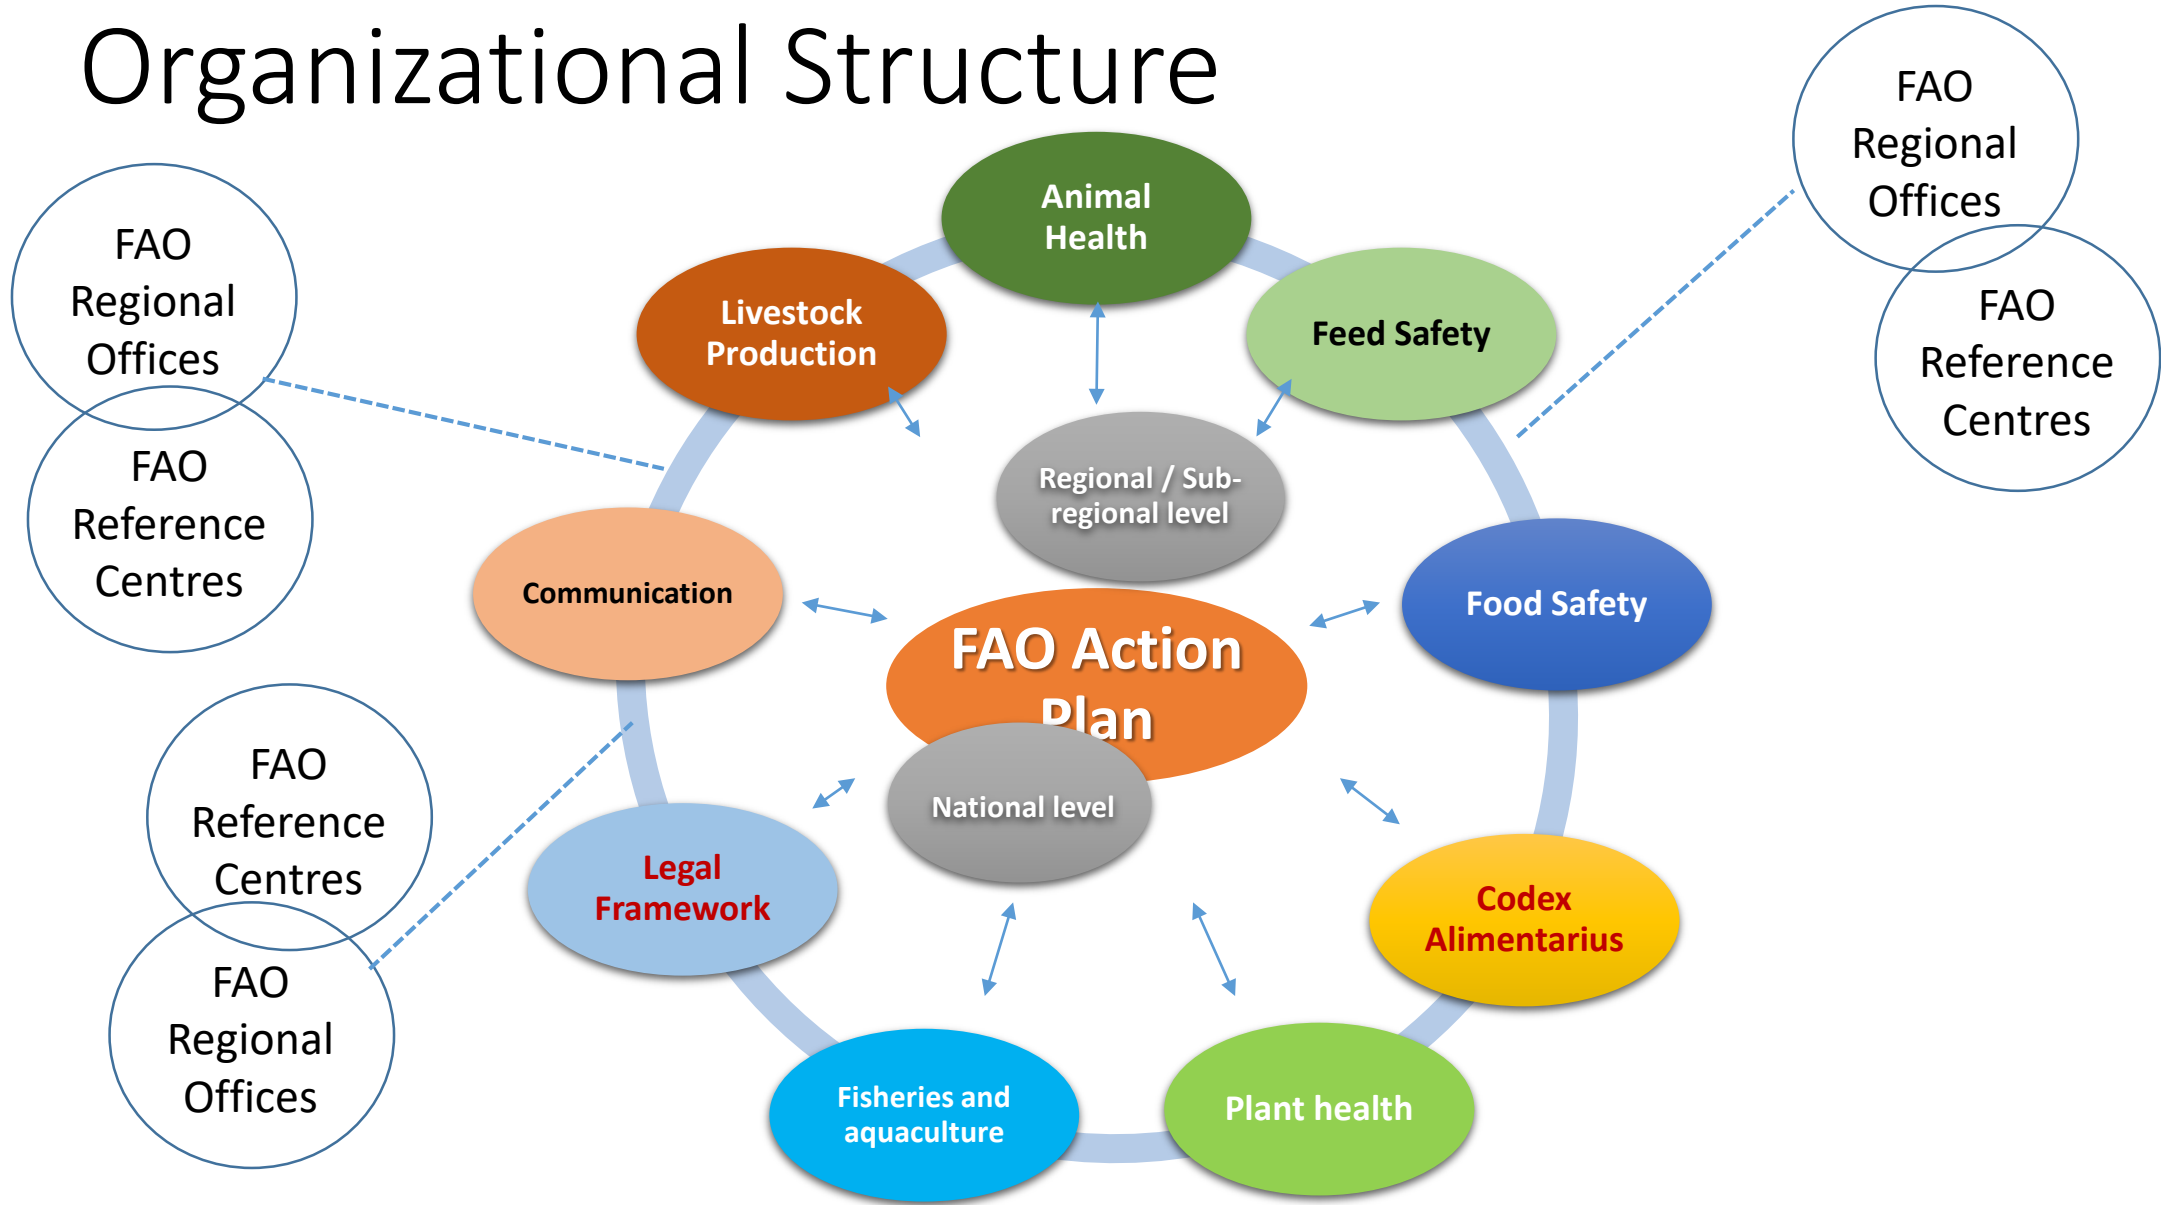 Organizational Structure
FAO
Regional
Offices
FAO
Reference
Centres
FAO
Regional
Offices
FAO
Reference
Centres
Animal
Health
Livestock
Production
Feed Safety
Regional / Sub-
regional level
Communication
Food Safety
FAO Action
Plan
National level
Legal
Framework
Codex
Alimentarius
FAO
Reference
Centres
FAO
Regional
Offices
Fisheries and
aquaculture
Plant health